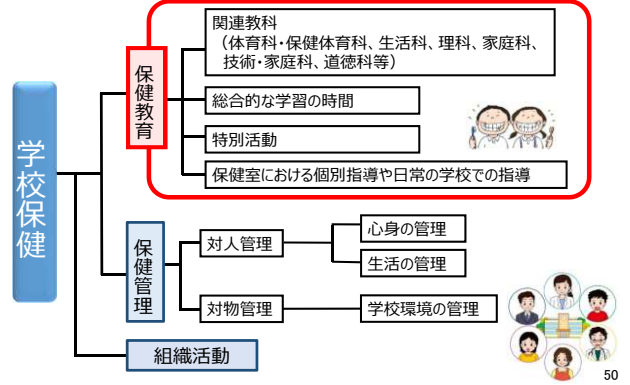 学校保健
保健教育
関連教科
(体育科・保健体育科、生活科、理科、家庭科、
技術・家庭科、道徳科等)
総合的な学習の時間
特別活動
保健室における個別指導や日常の学校での指導
保健管理
対人管理
心身の管理
生活の管理
対物管理
学校環境の管理
組織活動
50